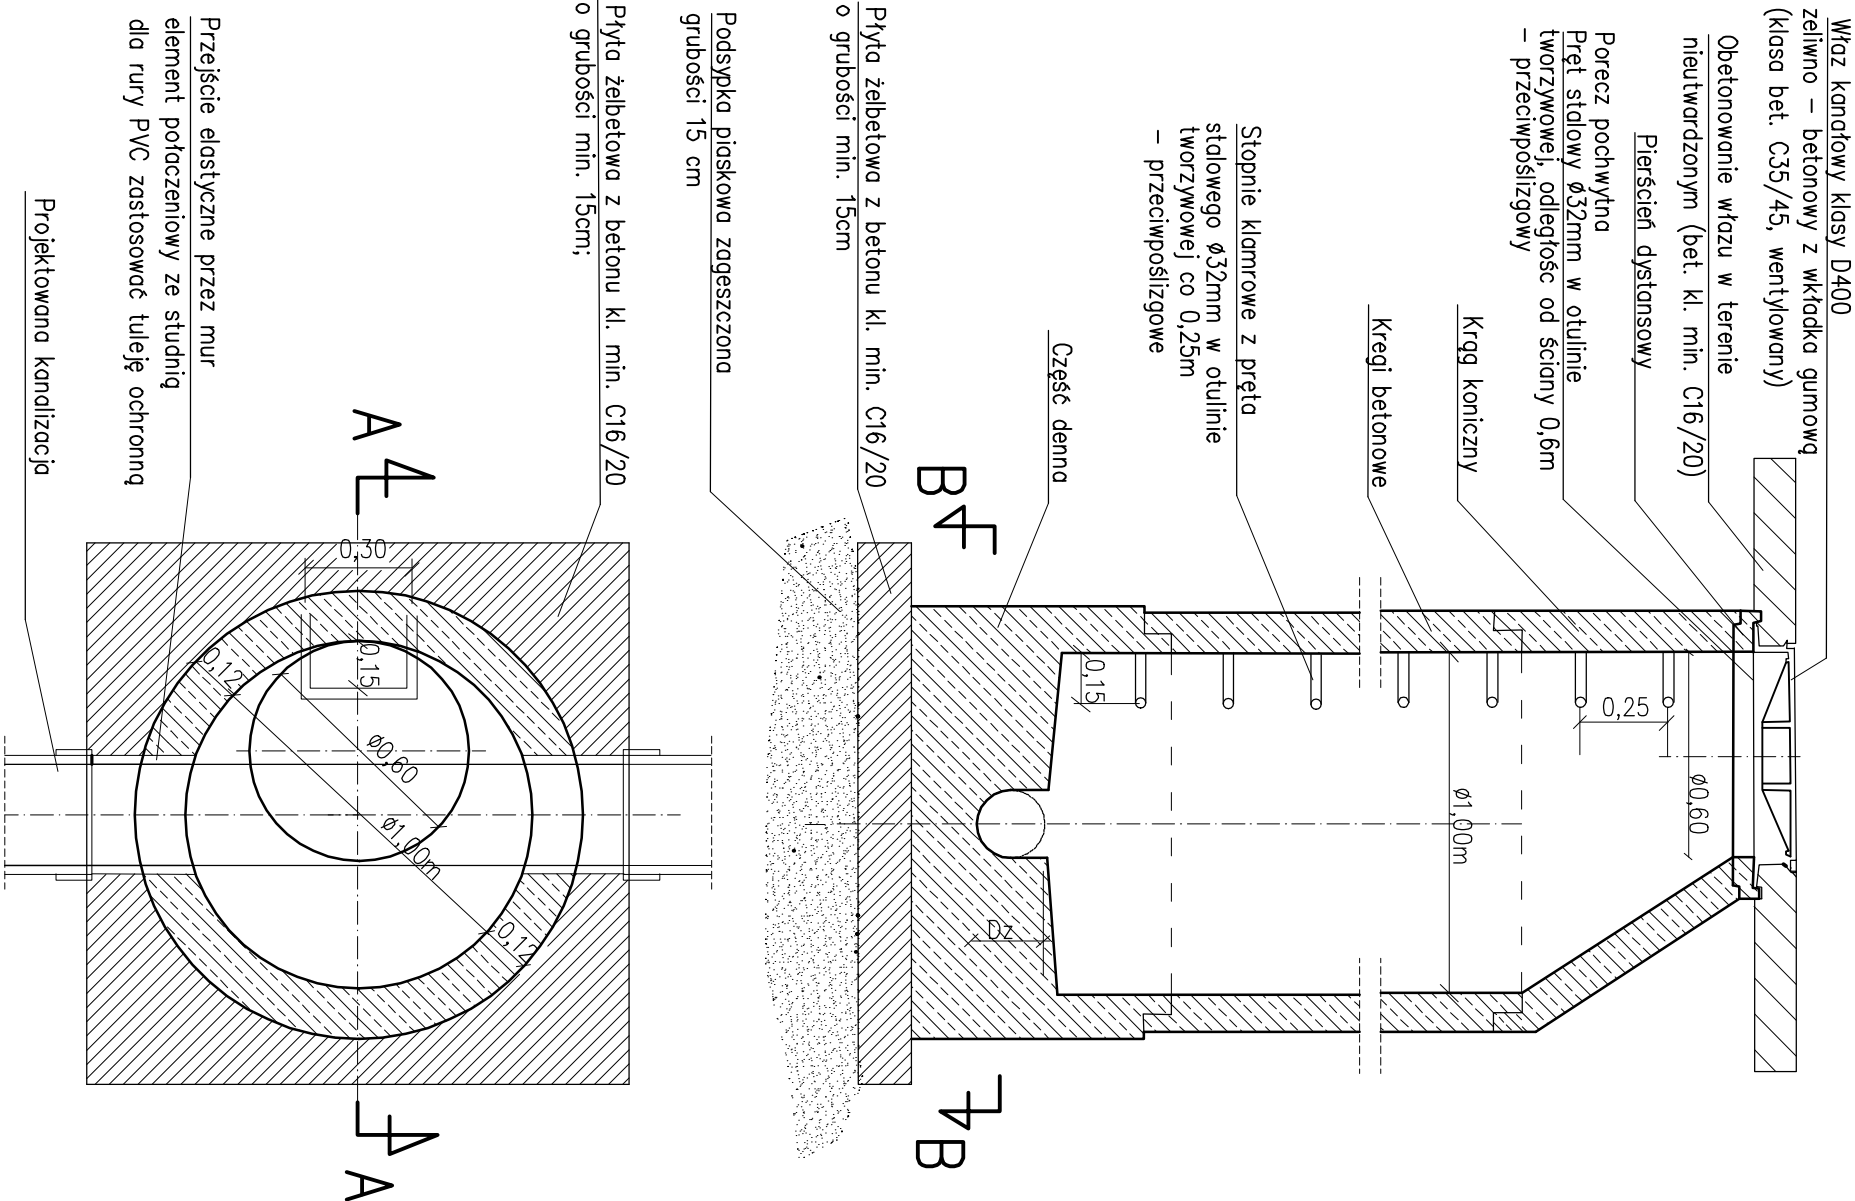 Właz kanałowy klasy D400
żeliwno - betonowy z wkładka gumową
(klasa bet. C35/45, wentylowany)
Obetonowanie włazu w terenie
nieutwardzonym (bet. kl. min. C16/20)
Pierścień dystansowy
Porecz pochwytna
Pręt stalowy ø32mm w otulinie
tworzywowej, odległość od ściany 0,6m
- przeciwpoślizgowy
Krąg koniczny
Kregi betonowe
Stopnie klamrowe z pręta
stalowego ø32mm w otulinie
tworzywowej co 0,25m
- przeciwpoślizgowe
Część denna
Płyta żelbetowa z betonu kl. min. C16/20
o grubości min. 15cm
Podsypka piaskowa zageszczona
grubości 15 cm
ø0,60
0,25
ø1,00m
0,15
Dz
B
B
Płyta żelbetowa z betonu kl. min. C16/20
o grubości min. 15cm;
Przejście elastyczne przez mur
element połaczeniowy ze studnią
dla rury PVC zastosować tuleję ochronną
Projektowana kanalizacja
A
A
0,30
0,15
0,12
ø0,60
ø1,00m
0,12